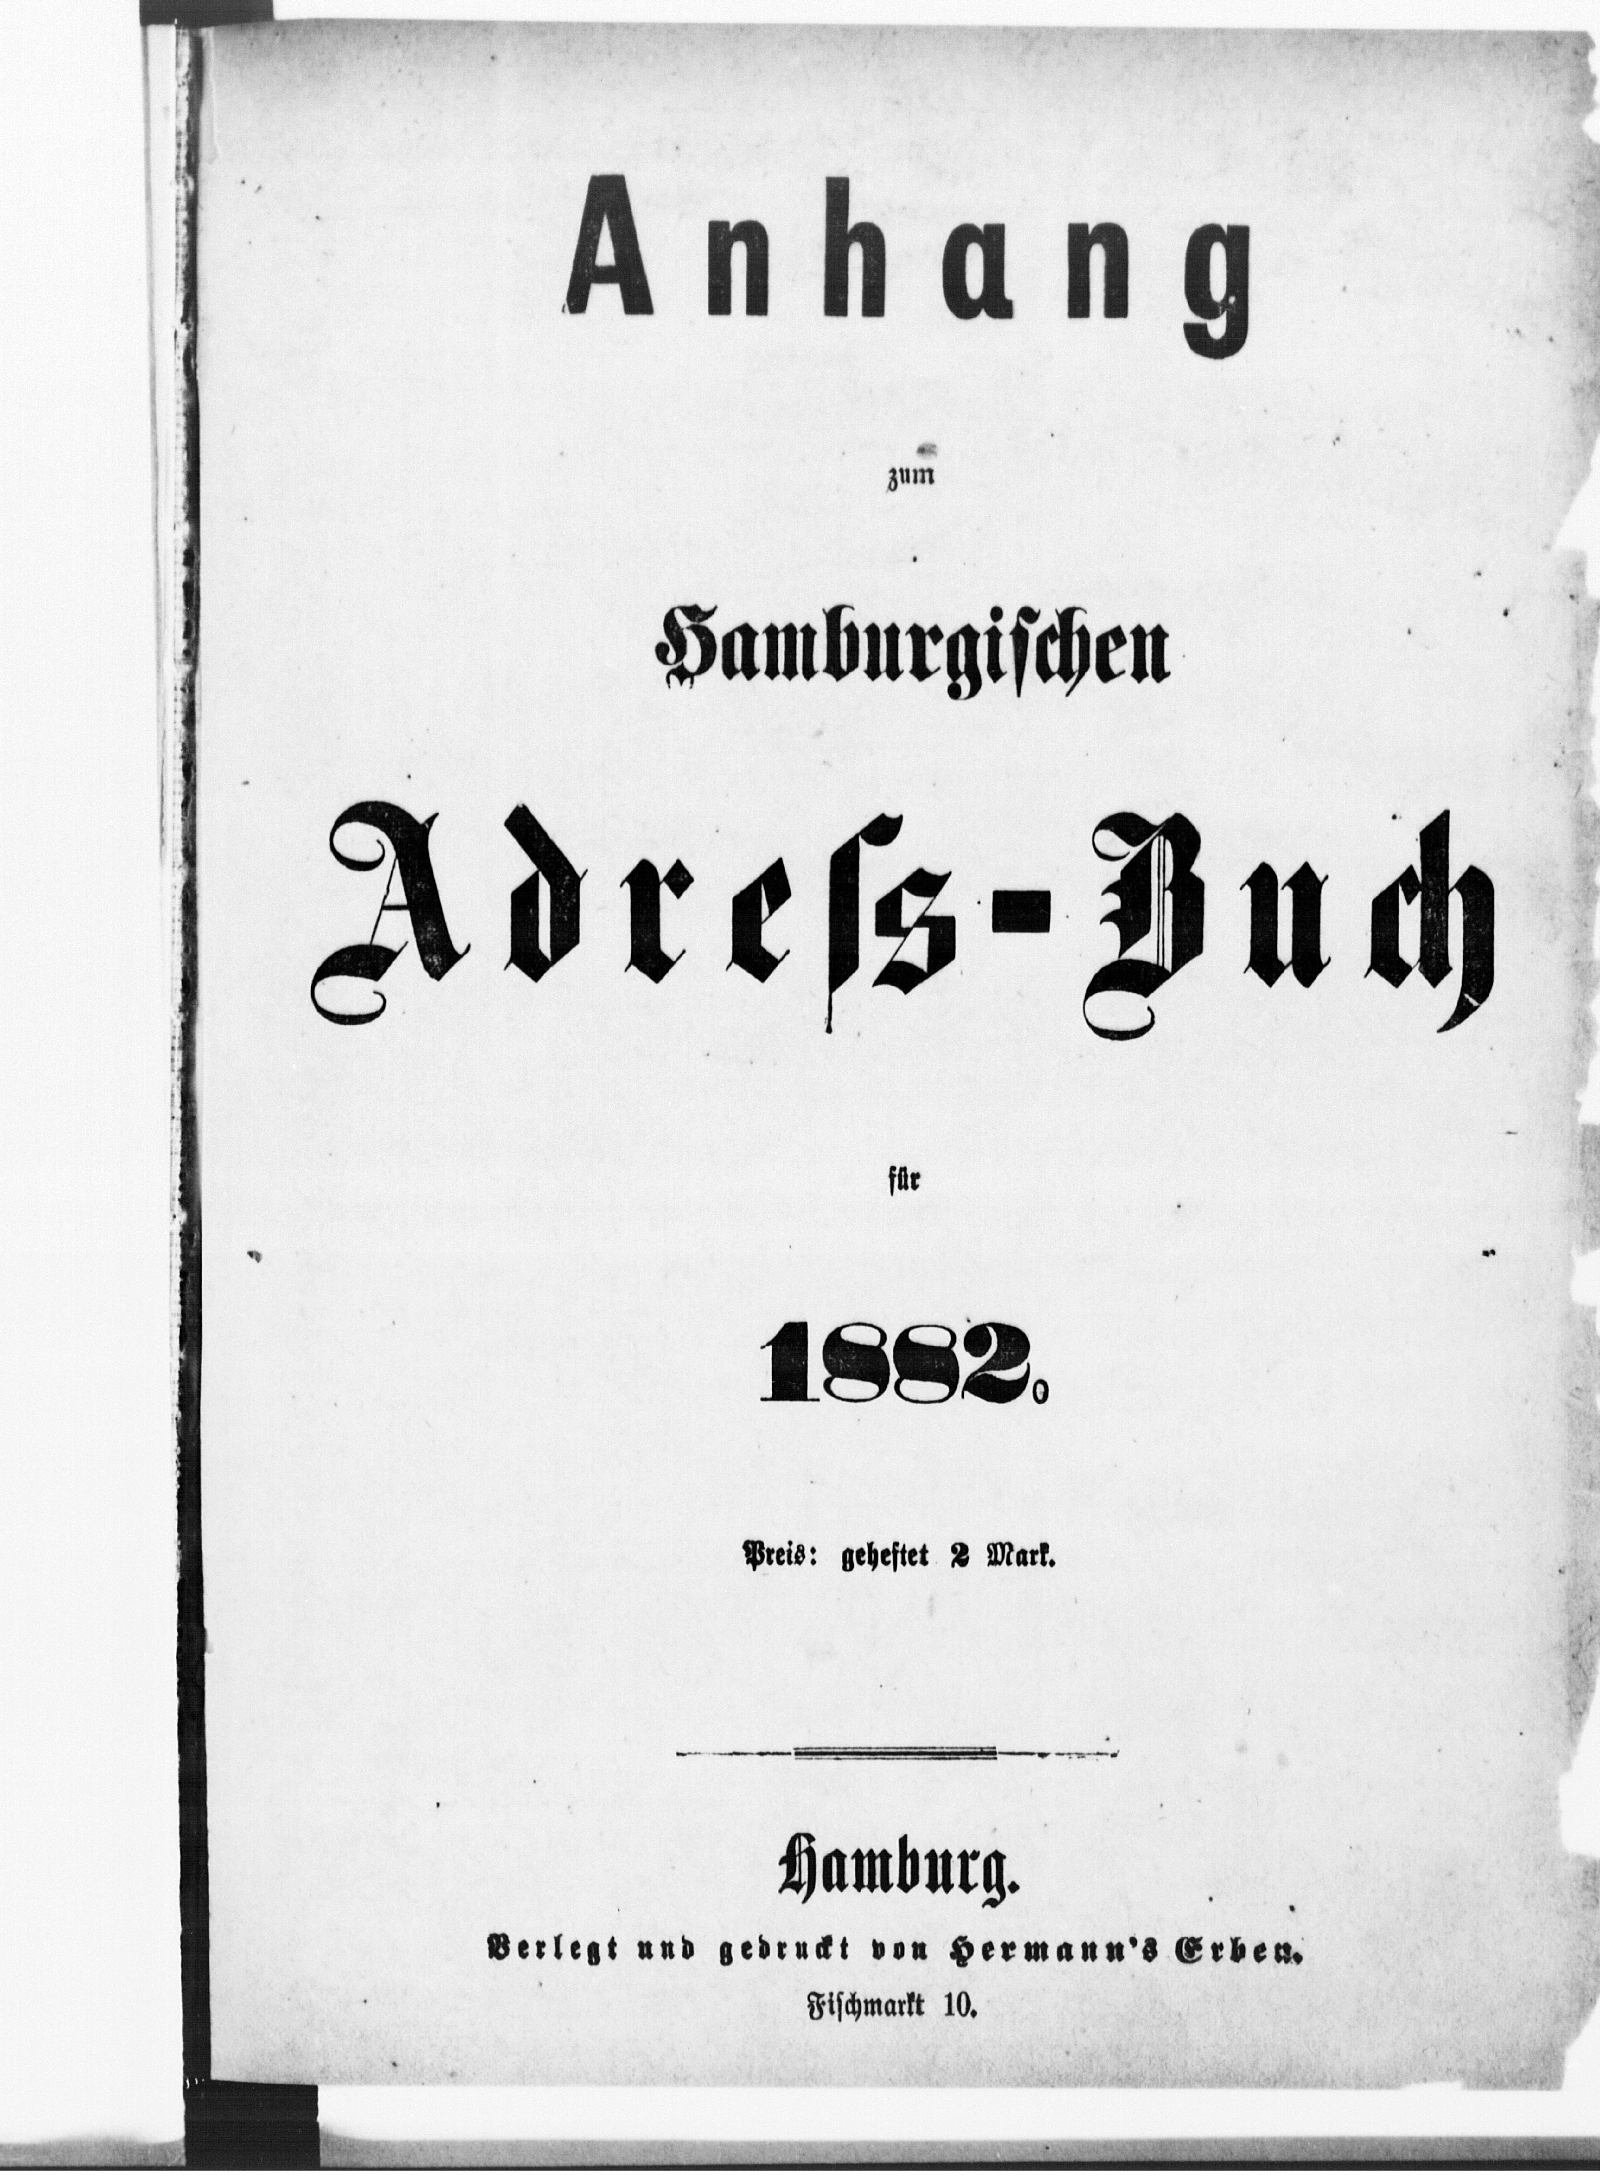 Anhang
zum
Hamburgiſchen
Adreſs-Buch
für
1882.
Preis: geheftet 2 Mark.
Hamburg.
Verlegt und gedruckt von Hermann's Erben.
Fiſchmarkt 10.